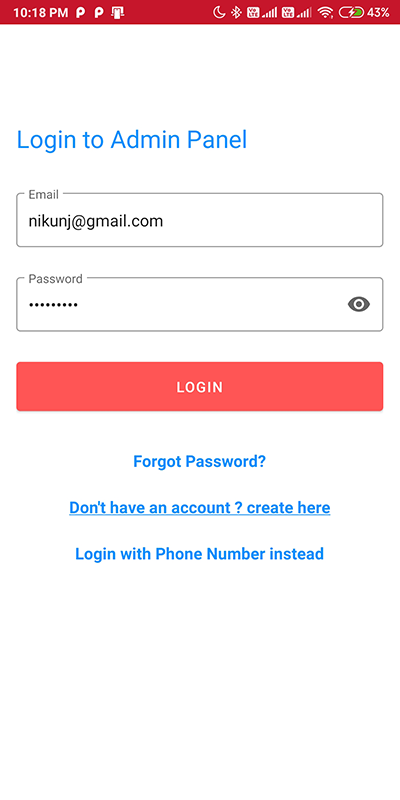 10:18 PM 43%
Login to Admin Panel
Email
nikunj@gmail.com
Password
•••••••••
LOGIN
Forgot Password?
Don't have an account ? create here
Login with Phone Number instead